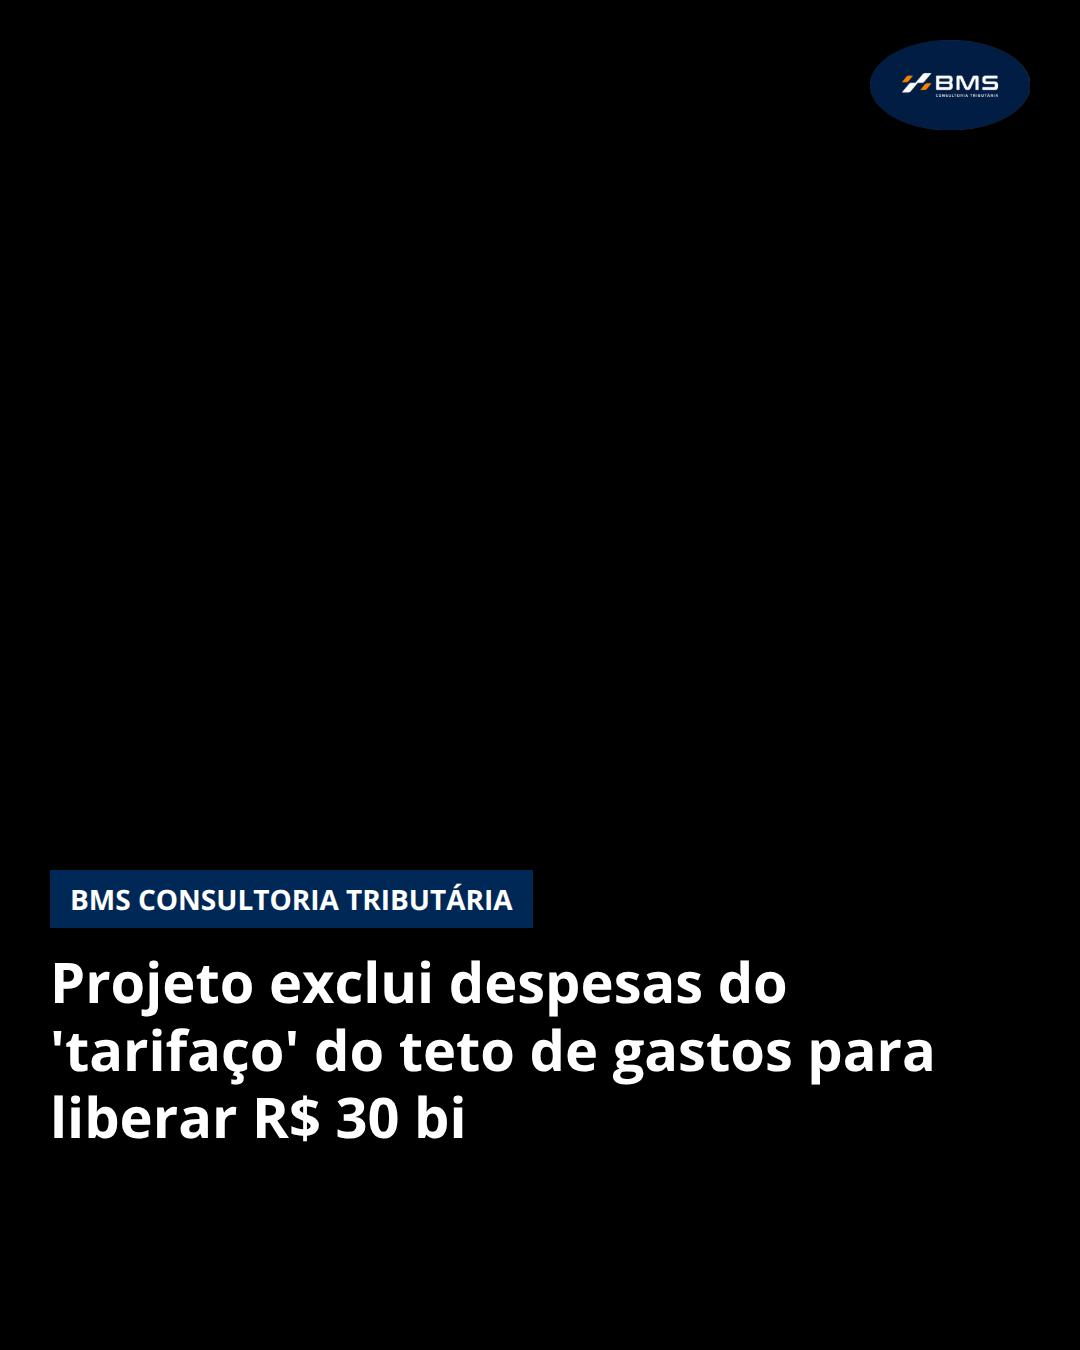 BMS
CONSULTORIA TRIBUTÁRIA
BMS CONSULTORIA TRIBUTÁRIA
Projeto exclui despesas do
'tarifaço' do teto de gastos para
liberar R$ 30 bi